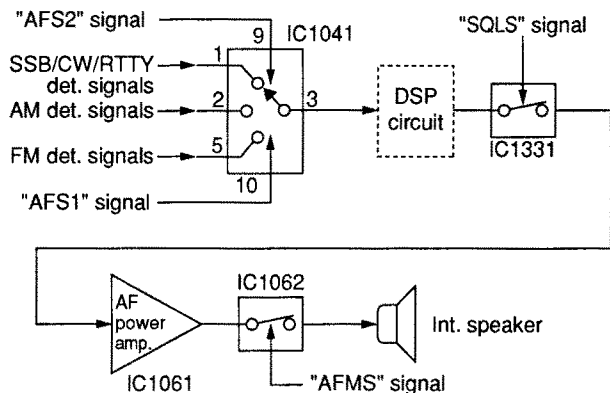 "AFS2" signal
9
IC1041
"SQLS" signal
SSB/CW/RTTY
det. signals
1
AM det. signals
2
3
DSP
circuit
FM det. signals
5
IC1331
10
"AFS1" signal
AF
power
amp.
IC1062
Int. speaker
IC1061
"AFMS" signal